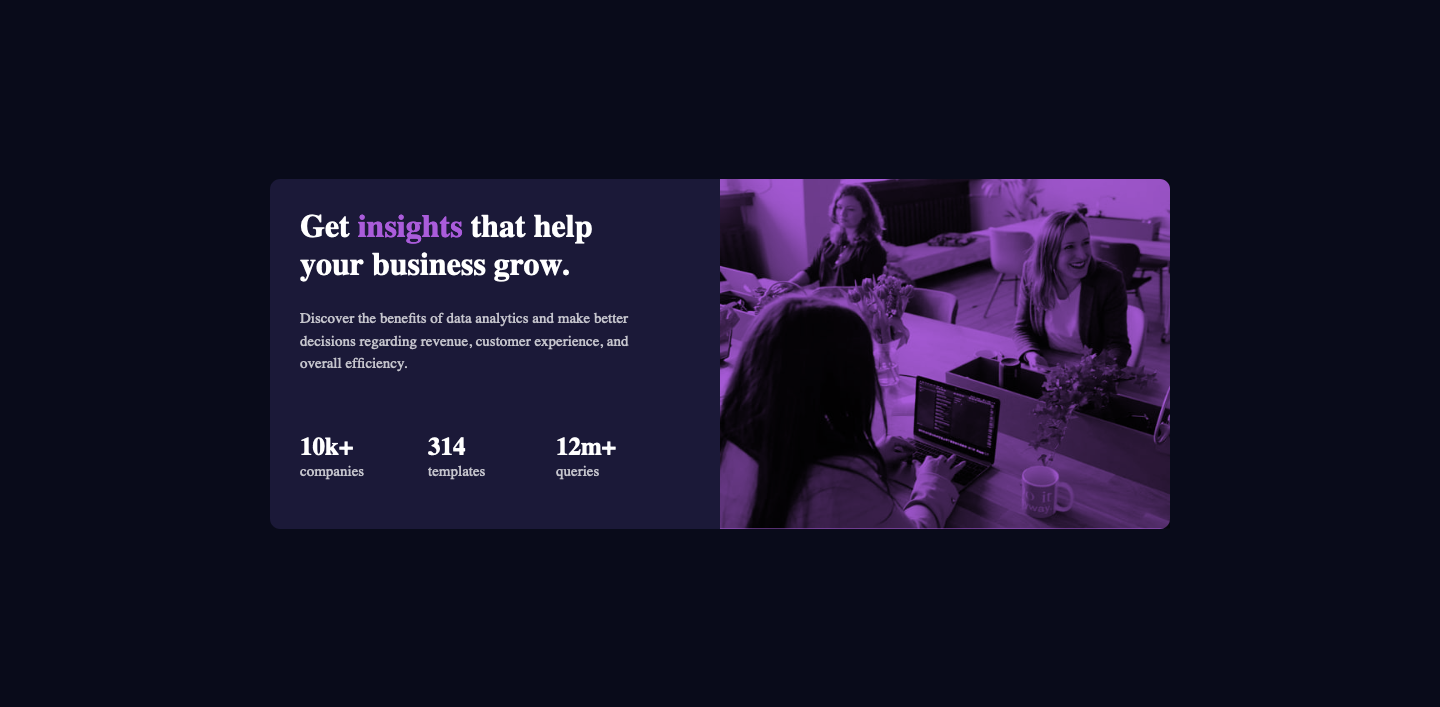 Get insights that help
your business grow.
Discover the benefits of data analytics and make better
decisions regarding revenue, customer experience, and
overall efficiency.
10k+ 314 12m+
companies templates queries